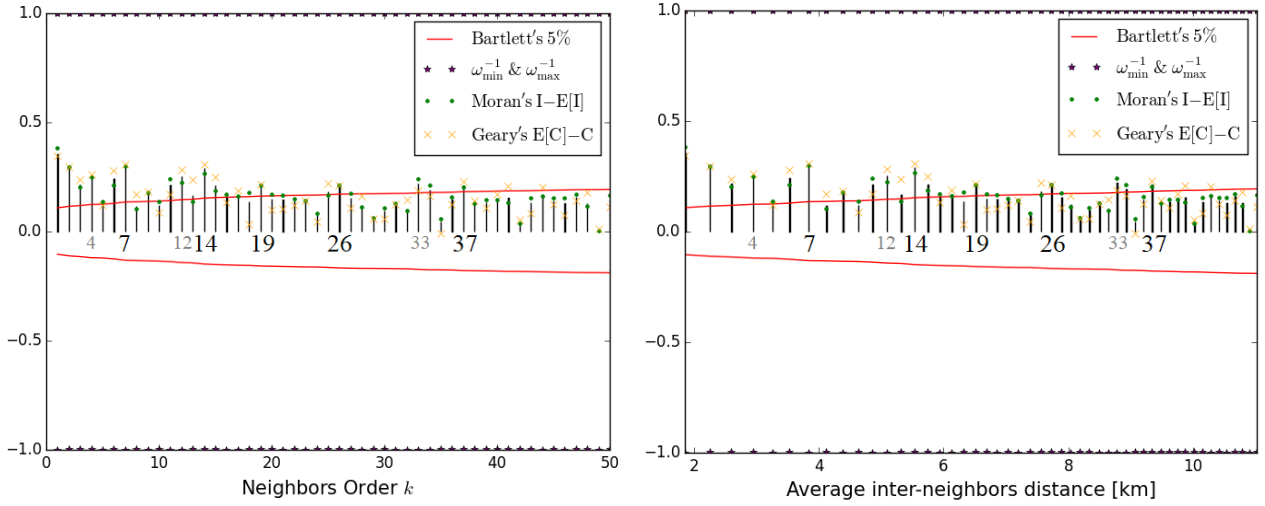 1.0
0.5
0.0
−0.5
−1.0
Bartlett's 5%
ω_min^−1 & ω_max^−1
Moran's I−E[I]
Geary's E[C]−C
4 7 12 14 19 26 33 37
0 10 20 30 40 50
Neighbors Order k
1.0
0.5
0.0
−0.5
−1.0
Bartlett's 5%
ω_min^−1 & ω_max^−1
Moran's I−E[I]
Geary's E[C]−C
4 7 12 14 19 26 33 37
2 4 6 8 10
Average inter-neighbors distance [km]